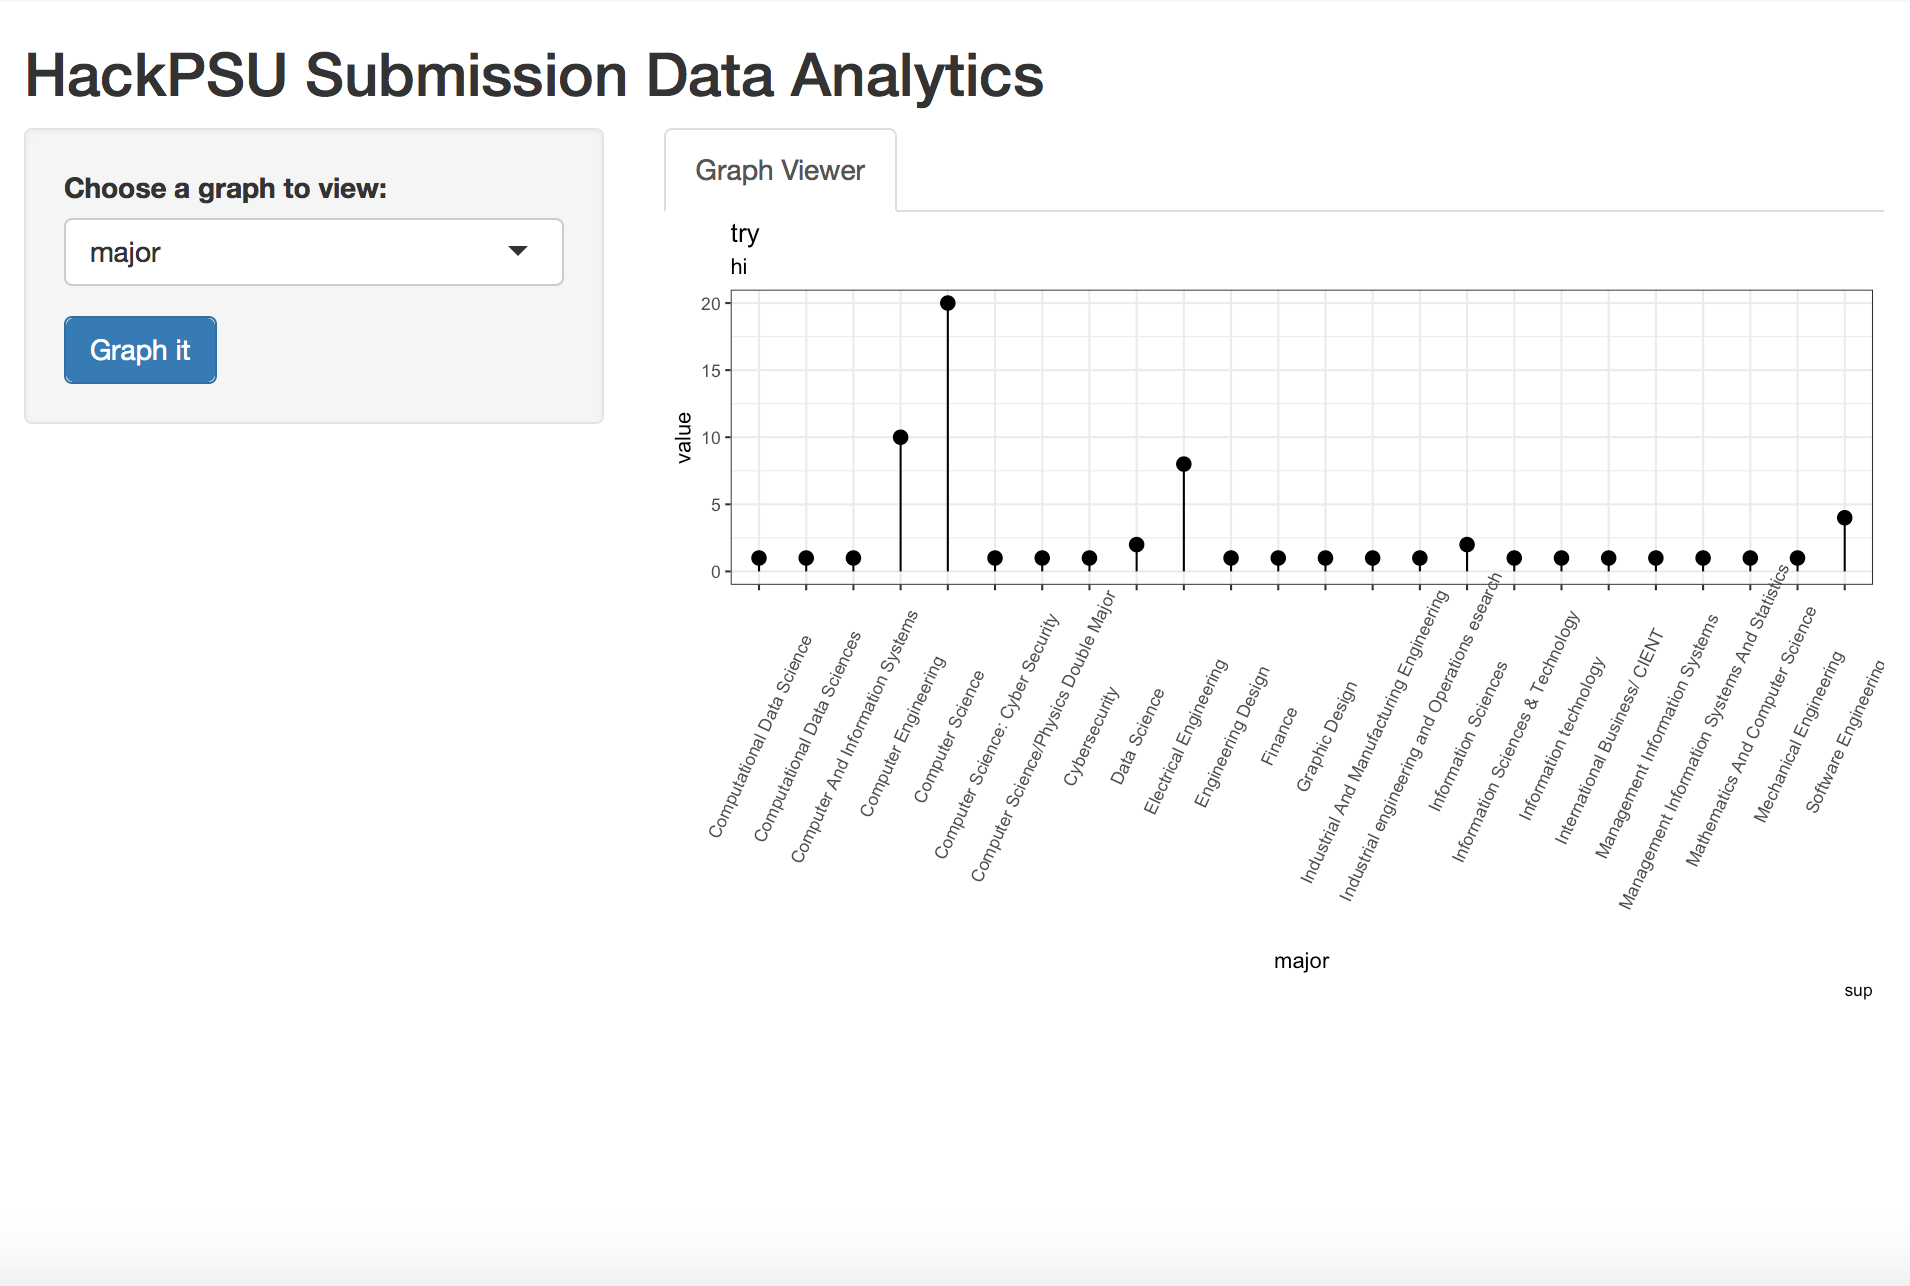 HackPSU Submission Data Analytics
Choose a graph to view:
major
Graph it
Graph Viewer
try
hi
value
20
15
10
5
0
Computational Data Science
Computational Data Sciences
Computer And Information Systems
Computer Engineering
Computer Science
Computer Science: Cyber Security
Computer Science/Physics Double Major
Cybersecurity
Data Science
Electrical Engineering
Engineering Design
Finance
Graphic Design
Industrial And Manufacturing Engineering
Industrial engineering and Operations esearch
Information Sciences
Information Sciences & Technology
Information technology
International Business/ CIENT
Management Information Systems
Management Information Systems And Statistics
Mathematics And Computer Science
Mechanical Engineering
Software Engineering
major
sup